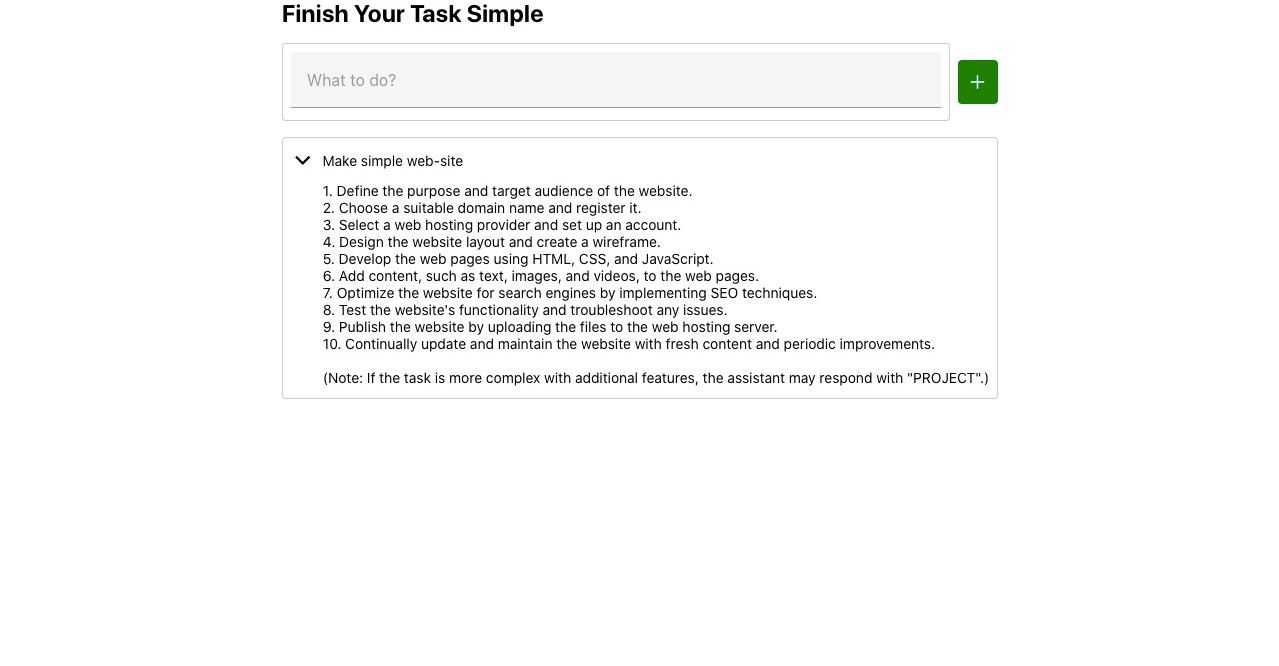 Finish Your Task Simple
What to do?
Make simple web-site
1. Define the purpose and target audience of the website.
2. Choose a suitable domain name and register it.
3. Select a web hosting provider and set up an account.
4. Design the website layout and create a wireframe.
5. Develop the web pages using HTML, CSS, and JavaScript.
6. Add content, such as text, images, and videos, to the web pages.
7. Optimize the website for search engines by implementing SEO techniques.
8. Test the website's functionality and troubleshoot any issues.
9. Publish the website by uploading the files to the web hosting server.
10. Continually update and maintain the website with fresh content and periodic improvements.
(Note: If the task is more complex with additional features, the assistant may respond with "PROJECT".)